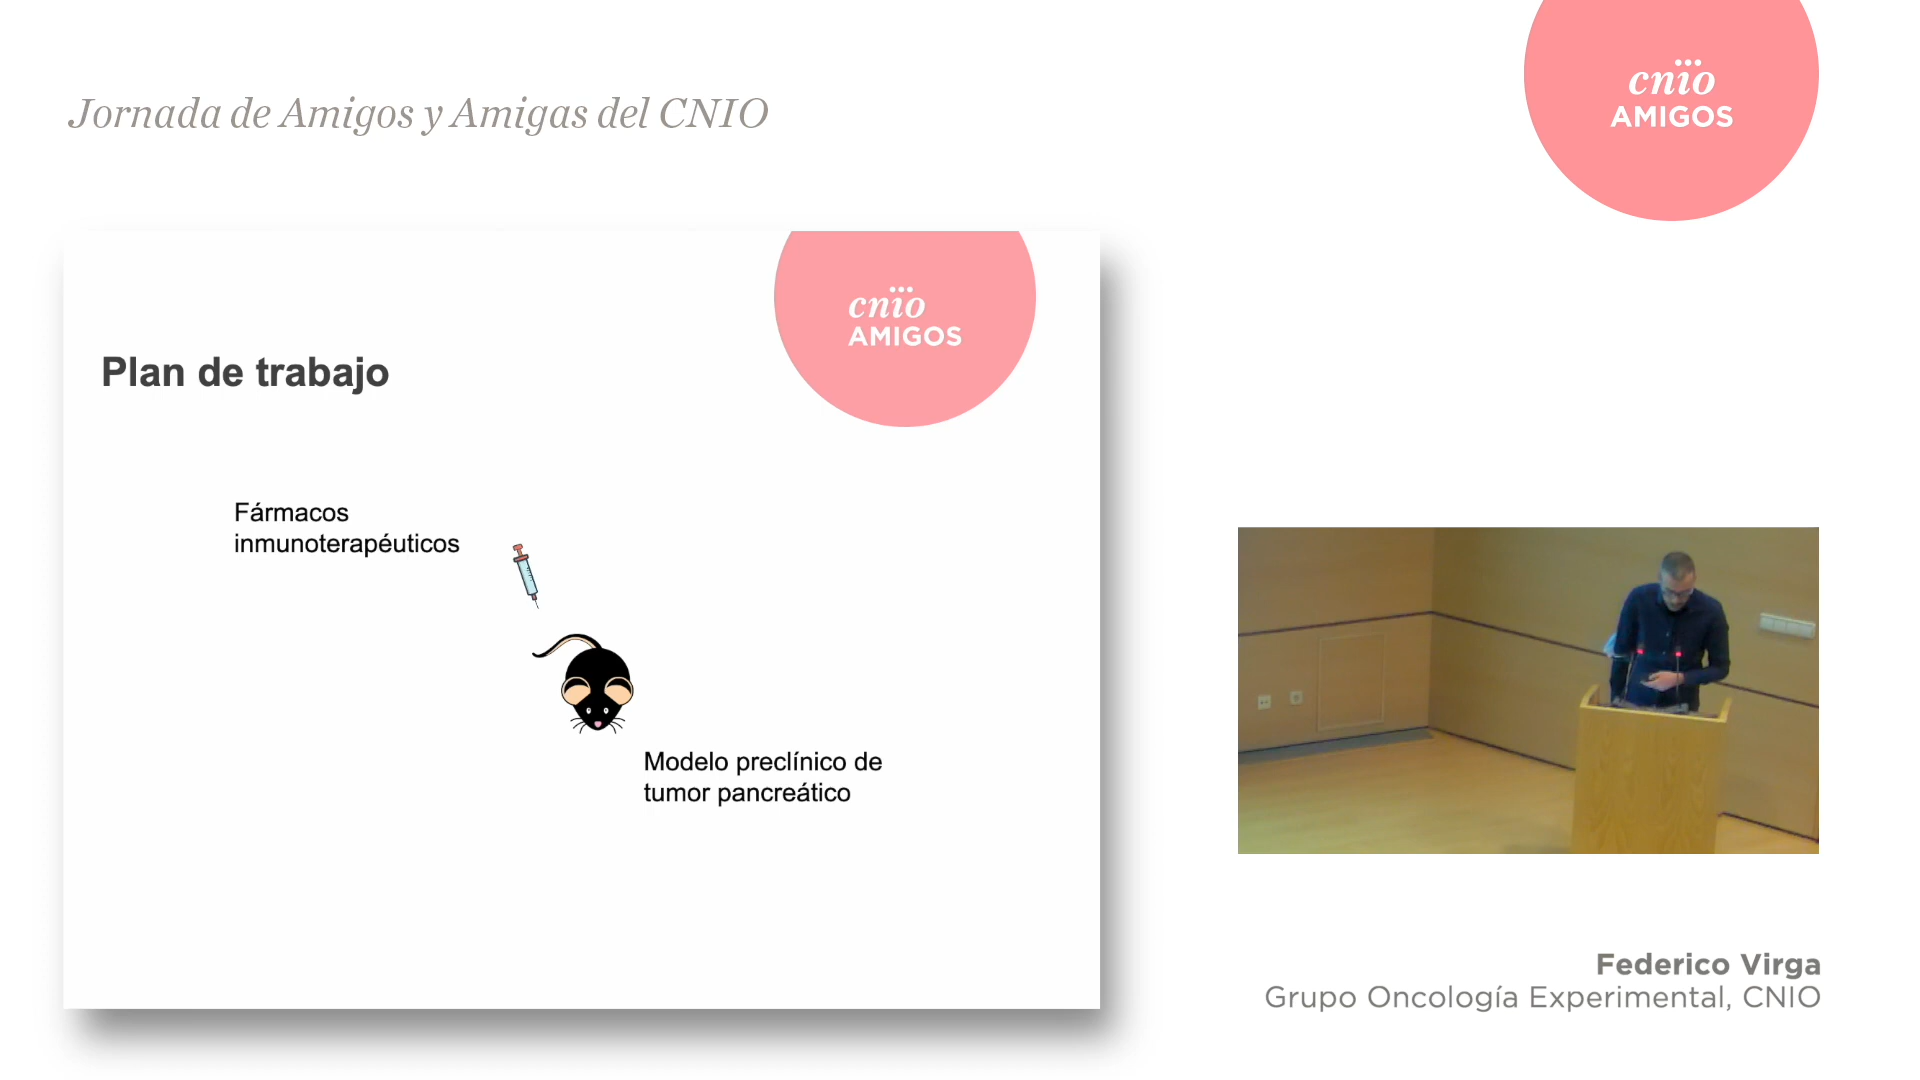 Jornada de Amigos y Amigas del CNIO
cnio
AMIGOS
cnio
AMIGOS
Plan de trabajo
Fármacos
inmunoterapéuticos
Modelo preclínico de
tumor pancreático
Federico Virga
Grupo Oncología Experimental, CNIO